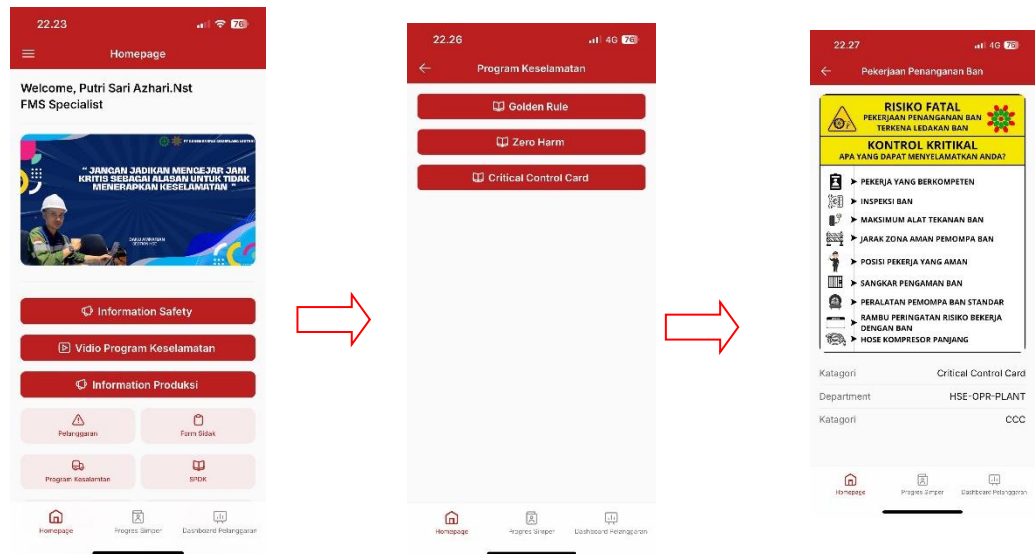 22.23
76
Homepage
Welcome, Putri Sari Azhari.Nst
FMS Specialist
" JANGAN JADIKAN MENGEJAR JAM
KRITIS SEBAGAI ALASAN UNTUK TIDAK
MENERAPKAN KESELAMATAN "
Information Safety
Vidio Program Keselamatan
Information Produksi
Pelanggaran
Form Sidak
Program Kesalamtan
SPDK
Homepage
Progres Simper
Dashboard Pelanggaran
22.26
4G 76
Program Keselamatan
Golden Rule
Zero Harm
Critical Control Card
Homepage
Progres Simper
Dashboard Pelanggaran
22.27
4G 76
Pekerjaan Penanganan Ban
RISIKO FATAL
PEKERJAAN PENANGANAN BAN
TERKENA LEDAKAN BAN
KONTROL KRITIKAL
APA YANG DAPAT MENYELAMATKAN ANDA?
PEKERJA YANG BERKOMPETEN
INSPEKSI BAN
MAKSIMUM ALAT TEKANAN BAN
JARAK ZONA AMAN PEMOMPA BAN
POSISI PEKERJA YANG AMAN
SANGKAR PENGAMAN BAN
PERALATAN POMPA BAN STANDAR
RAMBU PERINGATAN RISIKO BEKERJA
DENGAN BAN
HOSE KOMPRESOR PANJANG
Katagori Critical Control Card
Department HSE-OPR-PLANT
Katagori CCC
Homepage
Progres Simper
Dashboard Pelanggaran